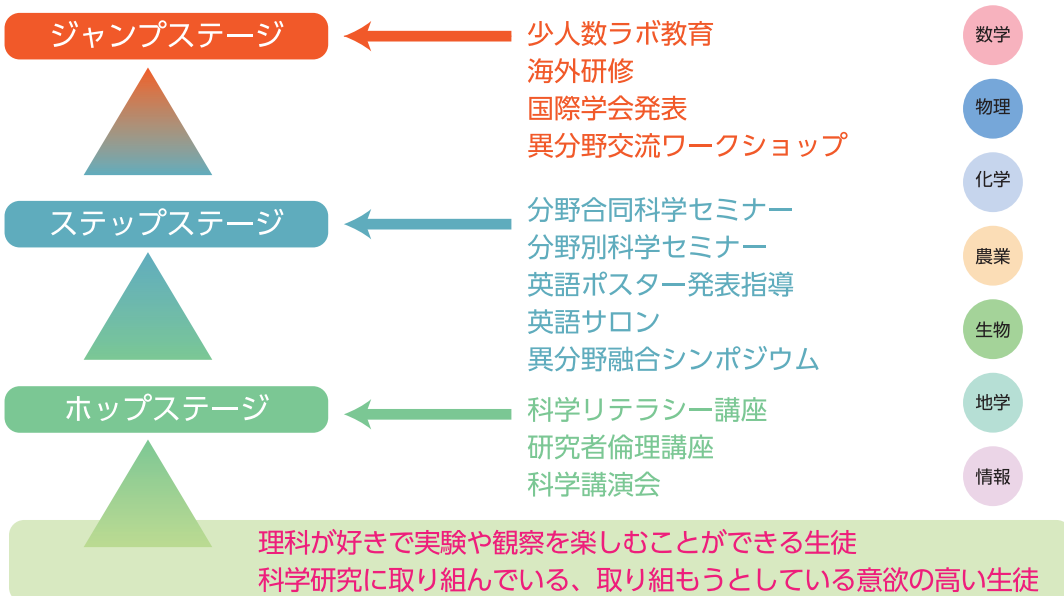 ジャンプステージ
少人数ラボ教育
海外研修
国際学会発表
異分野交流ワークショップ
ステップステージ
分野合同科学セミナー
分野別科学セミナー
英語ポスター発表指導
英語サロン
異分野融合シンポジウム
ホップステージ
科学リテラシー講座
研究者倫理講座
科学講演会
数学
物理
化学
農業
生物
地学
情報
理科が好きで実験や観察を楽しむことができる生徒
科学研究に取り組んでいる、取り組もうとしている意欲の高い生徒